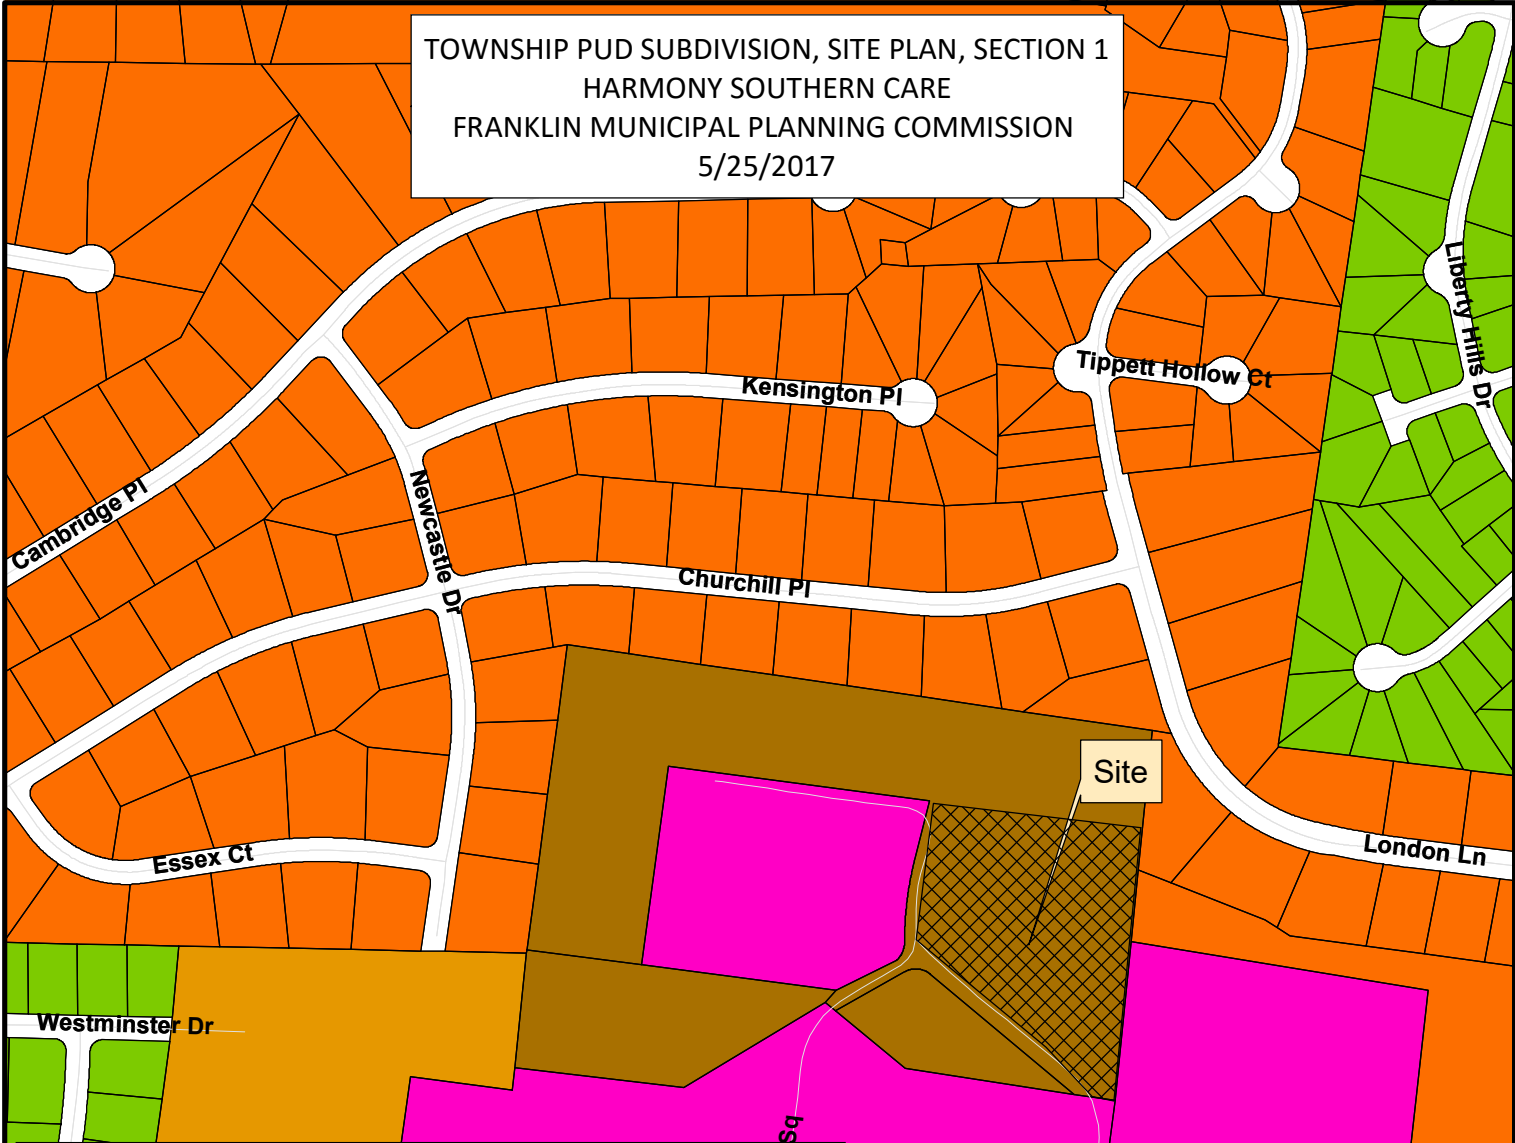 TOWNSHIP PUD SUBDIVISION, SITE PLAN, SECTION 1
HARMONY SOUTHERN CARE
FRANKLIN MUNICIPAL PLANNING COMMISSION
5/25/2017
Liberty Hills Dr
Tippett Hollow Ct
Kensington Pl
Cambridge Pl
Newcastle Dr
Churchill Pl
Site
London Ln
Essex Ct
Westminster Dr
Sq